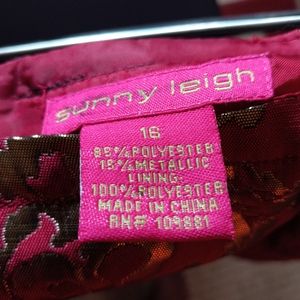 sunny leigh
16
85% POLYESTER
15% METALLIC
LINING-
100% POLYESTER
MADE IN CHINA
RN# 109881